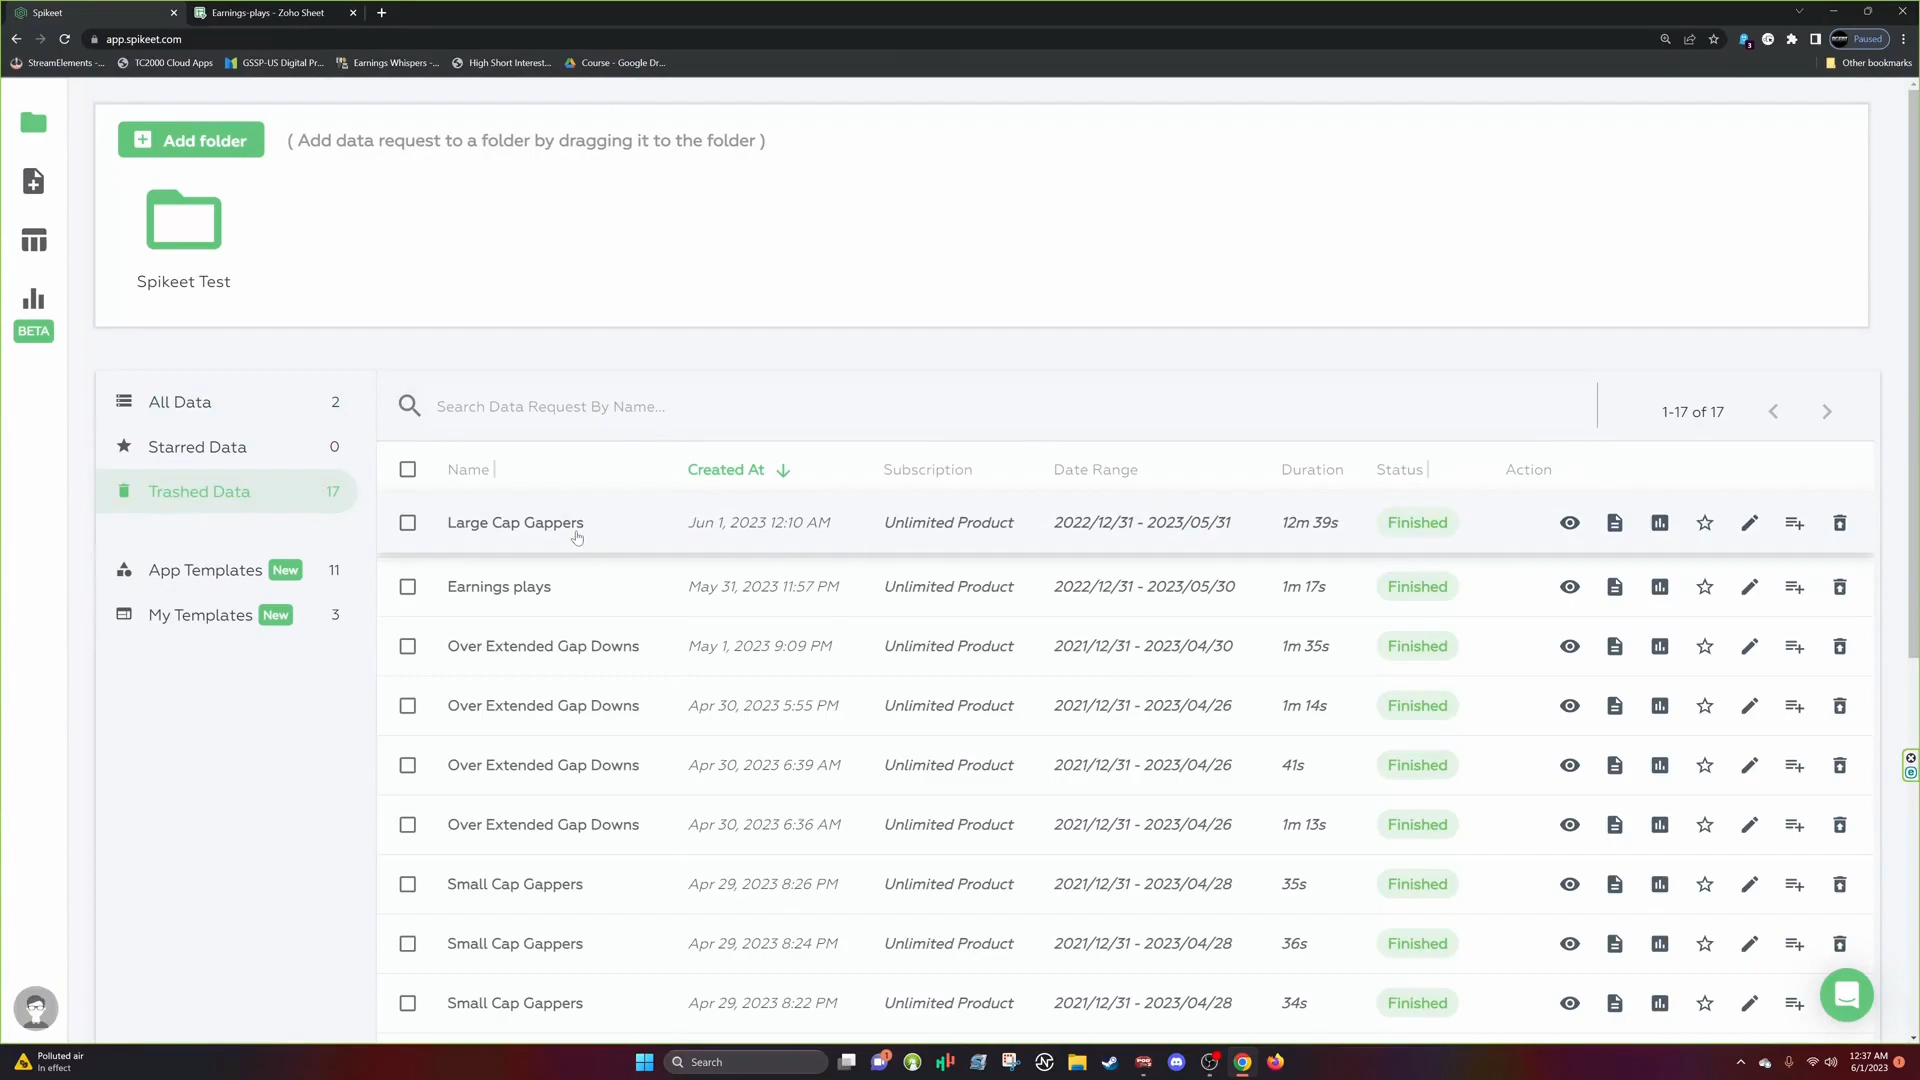 Spikeet
Earnings-plays - Zoho Sheet
app.spikeet.com
Paused
StreamElements -...
TC2000 Cloud Apps
GSSP-US Digital Pr...
Earnings Whispers -...
High Short Interest...
Course - Google Dr...
Other bookmarks
Add folder
( Add data request to a folder by dragging it to the folder )
Spikeet Test
BETA
All Data 2
Starred Data 0
Trashed Data 17
App Templates New 11
My Templates New 3
Search Data Request By Name...
1-17 of 17
Name Created At Subscription Date Range Duration Status Action
Large Cap Gappers Jun 1, 2023 12:10 AM Unlimited Product 2022/12/31 - 2023/05/31 12m 39s Finished
Earnings plays May 31, 2023 11:57 PM Unlimited Product 2022/12/31 - 2023/05/30 1m 17s Finished
Over Extended Gap Downs May 1, 2023 9:09 PM Unlimited Product 2021/12/31 - 2023/04/30 1m 35s Finished
Over Extended Gap Downs Apr 30, 2023 5:55 PM Unlimited Product 2021/12/31 - 2023/04/26 1m 14s Finished
Over Extended Gap Downs Apr 30, 2023 6:39 AM Unlimited Product 2021/12/31 - 2023/04/26 41s Finished
Over Extended Gap Downs Apr 30, 2023 6:36 AM Unlimited Product 2021/12/31 - 2023/04/26 1m 13s Finished
Small Cap Gappers Apr 29, 2023 8:26 PM Unlimited Product 2021/12/31 - 2023/04/28 35s Finished
Small Cap Gappers Apr 29, 2023 8:24 PM Unlimited Product 2021/12/31 - 2023/04/28 36s Finished
Small Cap Gappers Apr 29, 2023 8:22 PM Unlimited Product 2021/12/31 - 2023/04/28 34s Finished
Polluted air
In effect
Search
12:37 AM
6/1/2023